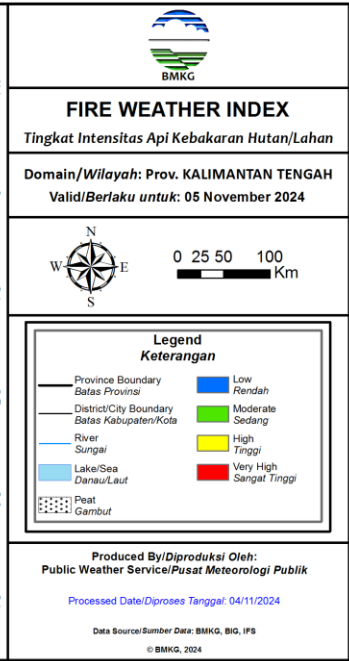 BMKG
FIRE WEATHER INDEX
Tingkat Intensitas Api Kebakaran Hutan/Lahan
Domain/Wilayah: Prov. KALIMANTAN TENGAH
Valid/Berlaku untuk: 05 November 2024
N
W E
S
0 25 50 100
Km
Legend
Keterangan
Province Boundary
Batas Provinsi
District/City Boundary
Batas Kabupaten/Kota
River
Sungai
Lake/Sea
Danau/Laut
Peat
Gambut
Low
Rendah
Moderate
Sedang
High
Tinggi
Very High
Sangat Tinggi
Produced By/Diproduksi Oleh:
Public Weather Service/Pusat Meteorologi Publik
Processed Date/Diproses Tanggal: 04/11/2024
Data Source/Sumber Data: BMKG, BIG, IFS
© BMKG, 2024